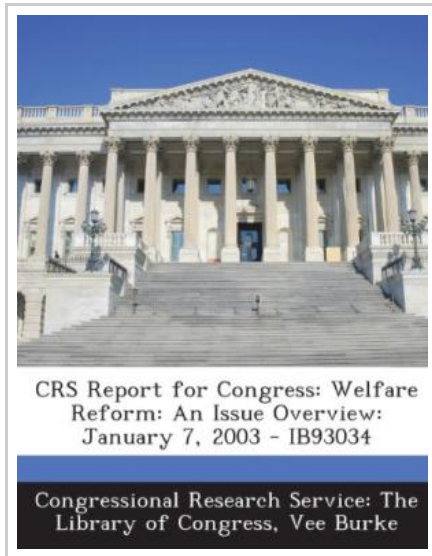 CRS Report for Congress: Welfare
Reform: An Issue Overview:
January 7, 2003 - IB93034
Congressional Research Service: The
Library of Congress, Vee Burke